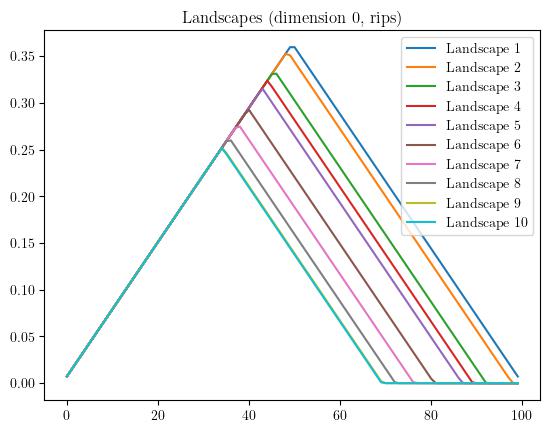 Landscapes (dimension 0, rips)
0.35
0.30
0.25
0.20
0.15
0.10
0.05
0.00
0 20 40 60 80 100
Landscape 1
Landscape 2
Landscape 3
Landscape 4
Landscape 5
Landscape 6
Landscape 7
Landscape 8
Landscape 9
Landscape 10